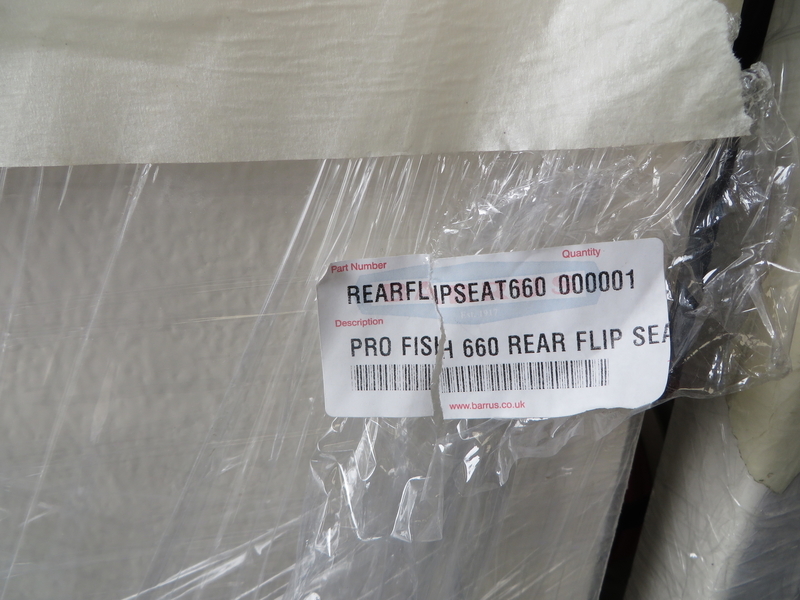 Part Number Quantity
REARFLIPSEAT660 000001
Description
PRO FISH 660 REAR FLIP SEA
www.barrus.co.uk